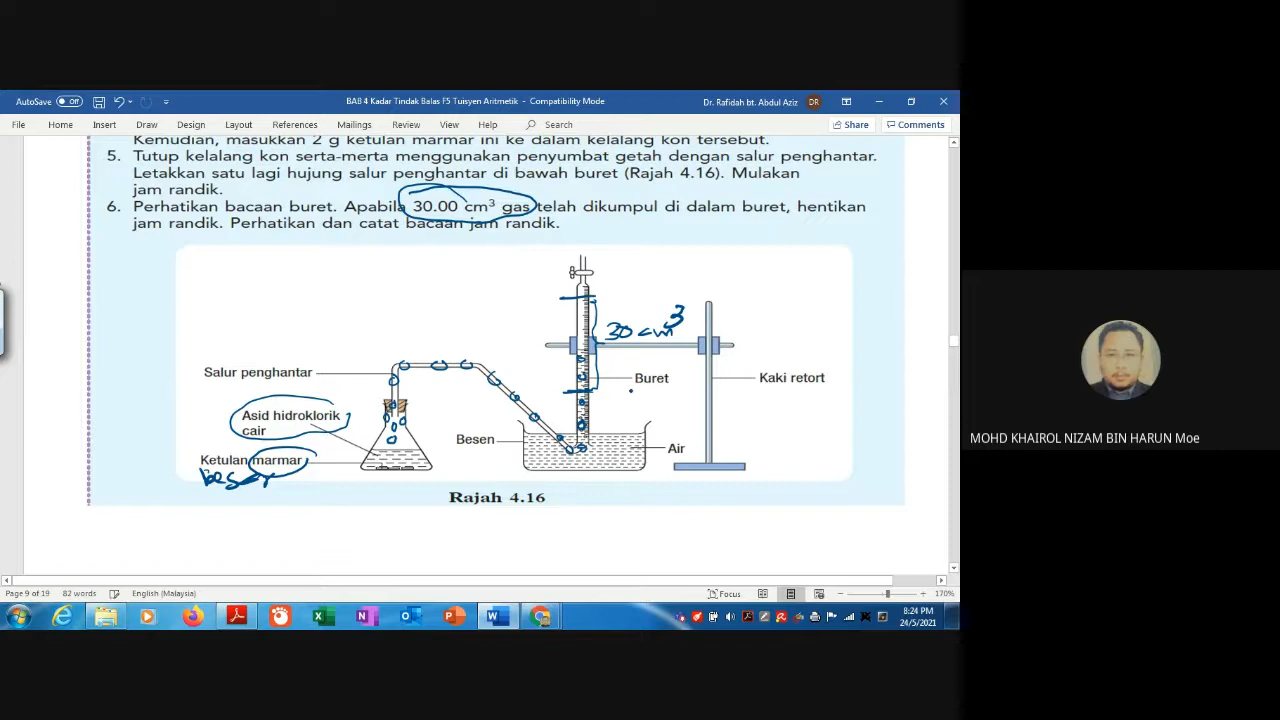 AutoSave Off
BAB 4 Kadar Tindak Balas F5 Tuisyen Aritmetik - Compatibility Mode
Dr. Rafidah bt. Abdul Aziz DR
File Home Insert Draw Design Layout References Mailings Review View Help Search Share Comments
Kemudian, masukkan 2 g ketulan marmar ini ke dalam kelalang kon tersebut.
5. Tutup kelalang kon serta-merta menggunakan penyumbat getah dengan salur penghantar.
Letakkan satu lagi hujung salur penghantar di bawah buret (Rajah 4.16). Mulakan
jam randik.
6. Perhatikan bacaan buret. Apabila 30.00 cm³ gas telah dikumpul di dalam buret, hentikan
jam randik. Perhatikan dan catat bacaan jam randik.
30 cm³
Salur penghantar
Buret
Kaki retort
Asid hidroklorik
cair
Besen
Air
Ketulan marmar
besar
Rajah 4.16
MOHD KHAIROL NIZAM BIN HARUN Moe
Page 9 of 19 82 words English (Malaysia) Focus 170%
8:24 PM
24/5/2021